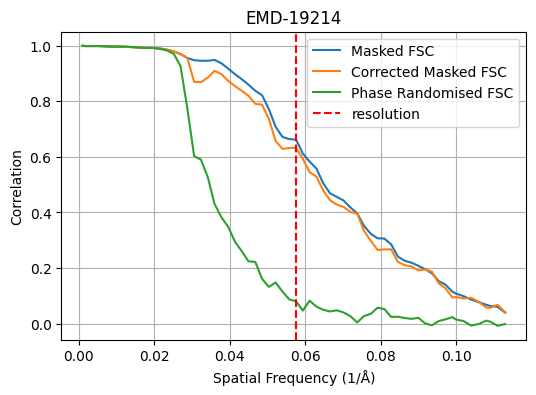 EMD-19214
Masked FSC
Corrected Masked FSC
Phase Randomised FSC
resolution
Correlation
1.0
0.8
0.6
0.4
0.2
0.0
0.00 0.02 0.04 0.06 0.08 0.10
Spatial Frequency (1/Å)